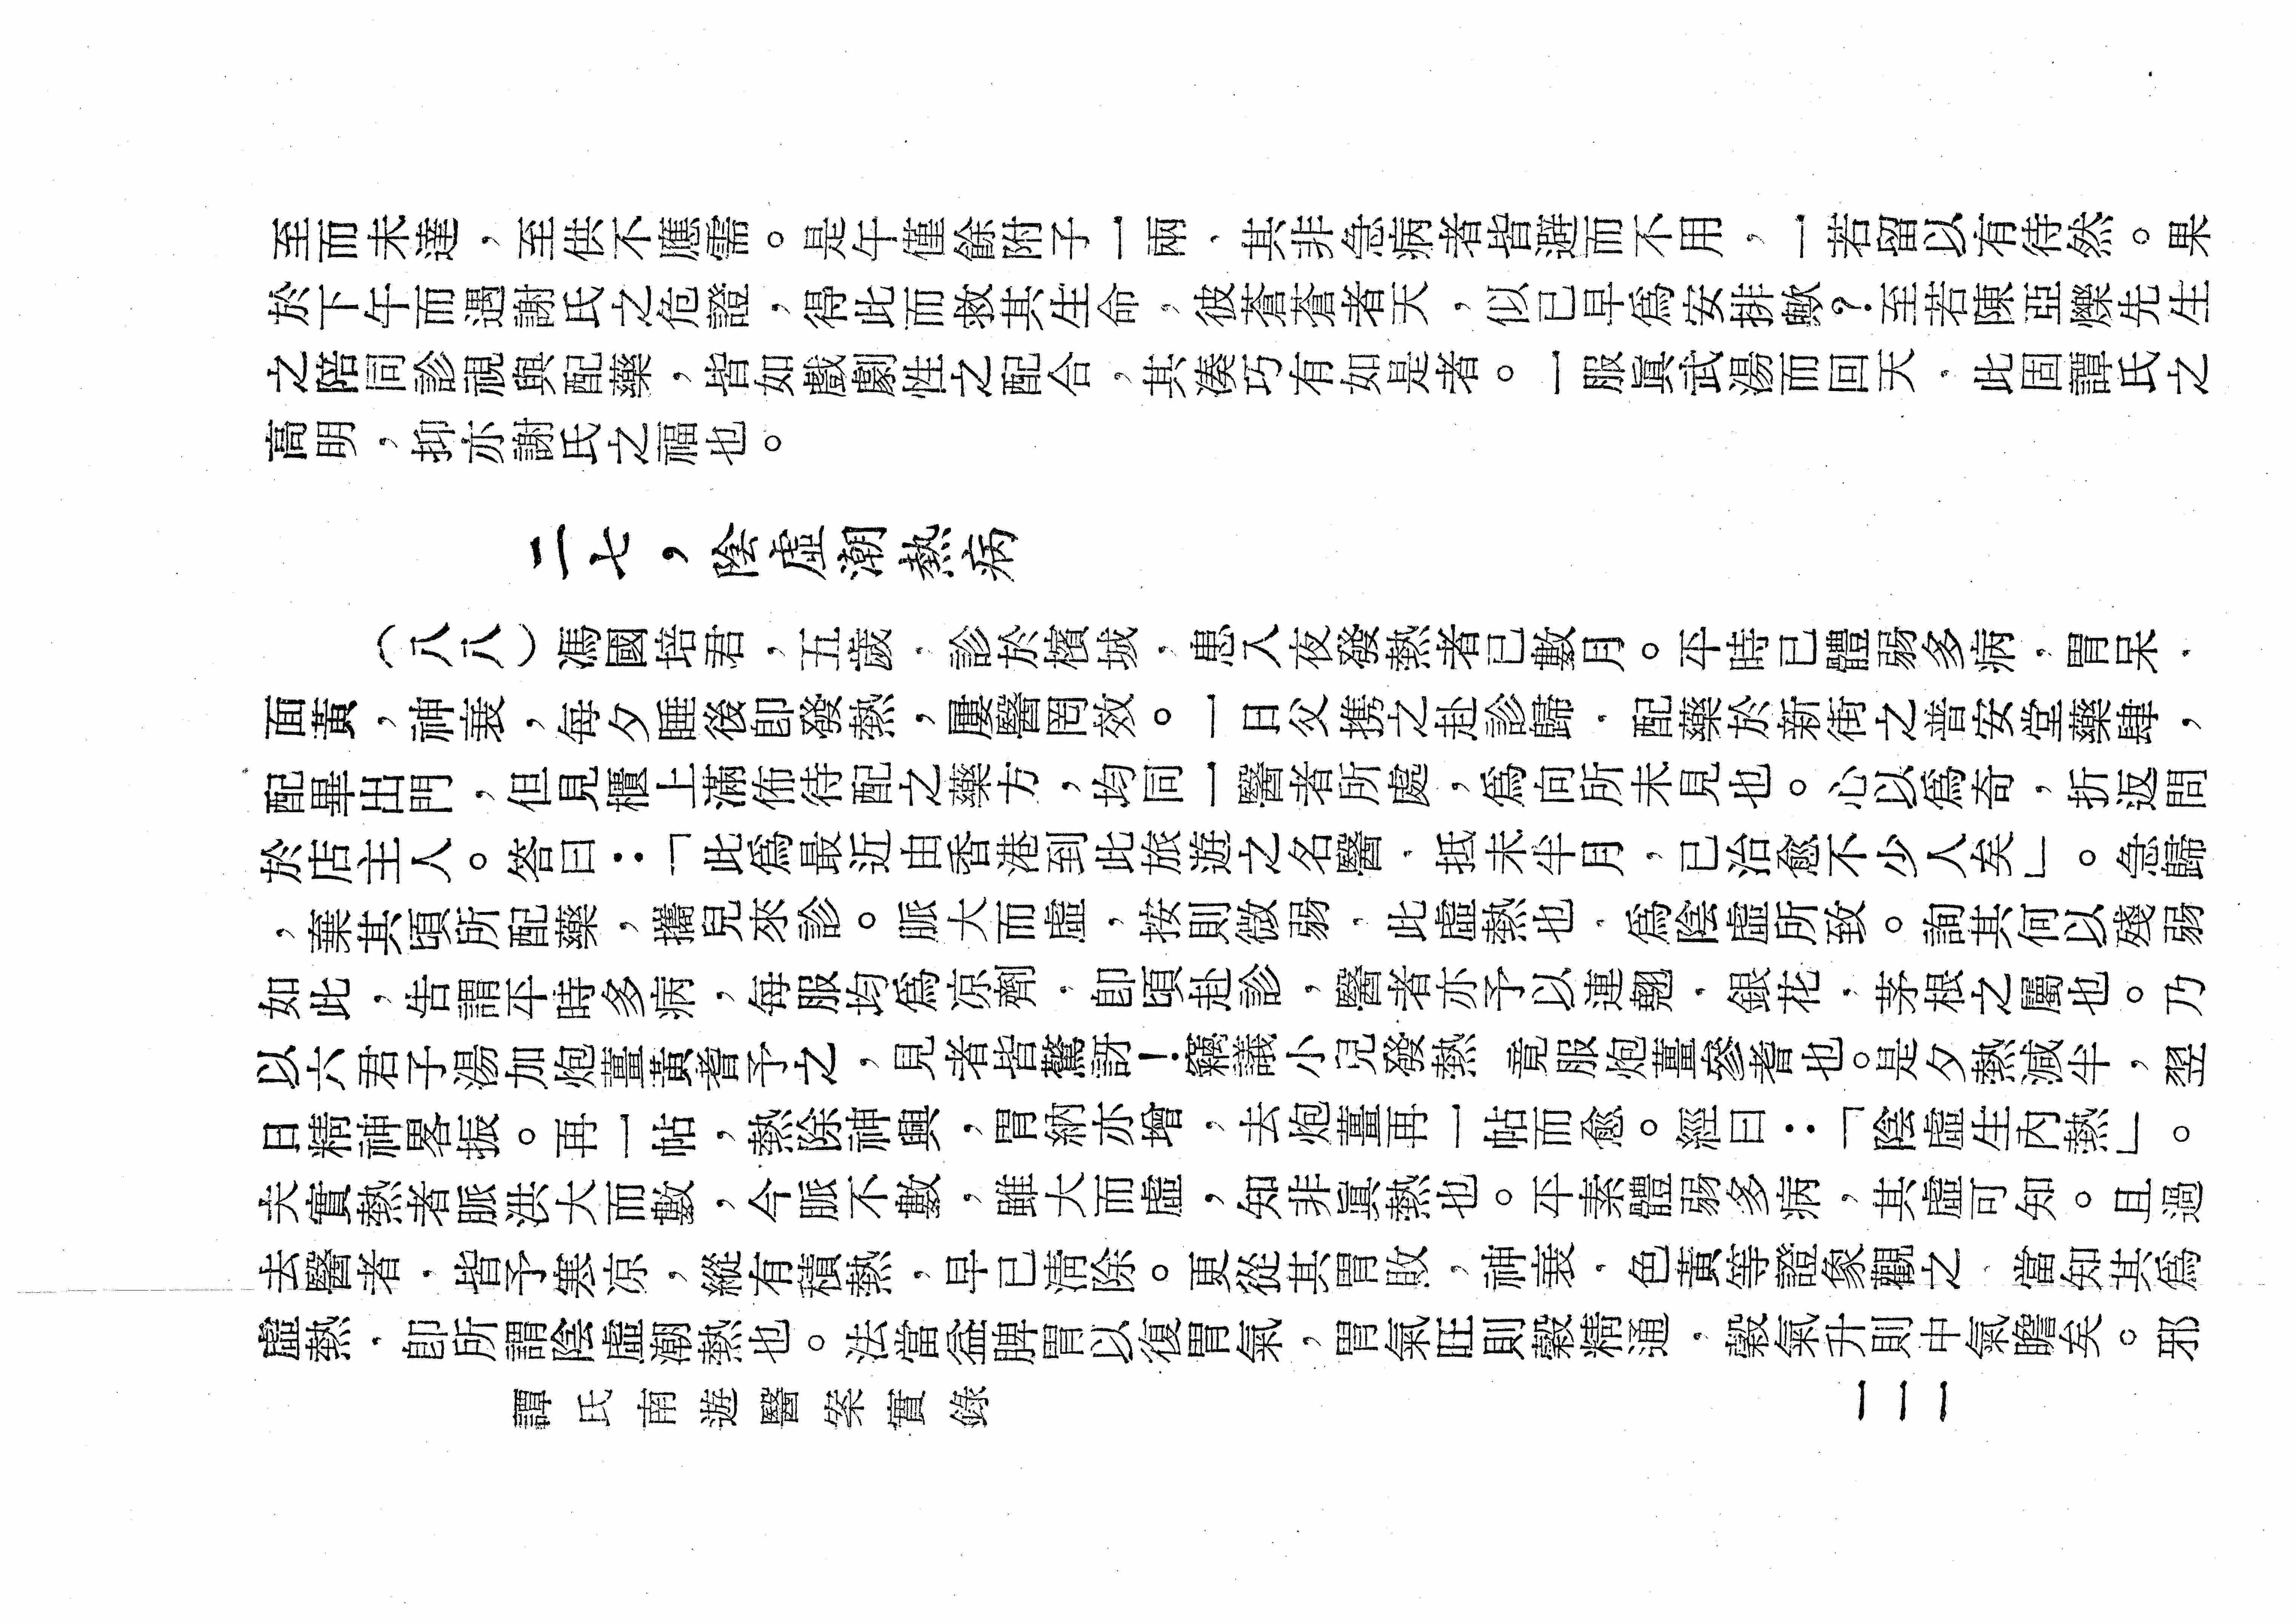 至而未達，至供不應需。是午僅餘附子一兩，其非急病者皆避而不用，一若留以有待然。果
於下午而遇謝氏之危證，得此而救其生命，彼蒼蒼者天，似已早爲安排歟？至若陳亞爍先生
之陪同診視與配藥，皆如戲劇性之配合，其湊巧有如是者。一服眞武湯而回天，此固譚氏之
高明，抑亦謝氏之福也。
二七，陰虛潮熱病
（八八）馮國培君，五歲，診於檳城，患入夜發熱者已數月。平時已體弱多病，胃呆，
面黃，神衰，每夕睡後卽發熱，屢醫罔效。一日父携之赴診歸，配藥於新街之普安堂藥肆，
配畢出門，但見櫃上滿佈待配之藥方，均同一醫者所處，爲向所未見也。心以爲奇，折返問
於店主人。答曰：「此爲最近由香港到此旅遊之名醫，抵未半月，已治愈不少人矣」。急歸
，棄其頃所配藥，攜兒來診。脈大而虛，按則微弱，此虛熱也，爲陰虛所致。詢其何以殘弱
如此，告謂平時多病，每服均爲凉劑，卽頃赴診，醫者亦予以連翹，銀花，茅根之屬也。乃
以六君子湯加炮薑黃耆予之，見者皆驚訝！竊議小兒發熱 竟服炮薑參耆也。是夕熱減半，翌
日精神畧振。再一帖，熱除神興，胃納亦增，去炮薑再一帖而愈。經曰：「陰虛生內熱」。
夫實熱者脈洪大而數，今脈不數，雖大而虛，知非眞熱也。平素體弱多病，其虛可知。且過
去醫者，皆予寒凉，縱有積熱，早已淸除。更從其胃敗，神衰，色黃等證象觀之，當知其爲
虛熱，卽所謂陰虛潮熱也。法當益脾胃以復胃氣，胃氣旺則穀精通，穀氣升則中氣贍矣。邪
譚氏南遊醫案實錄
一一一